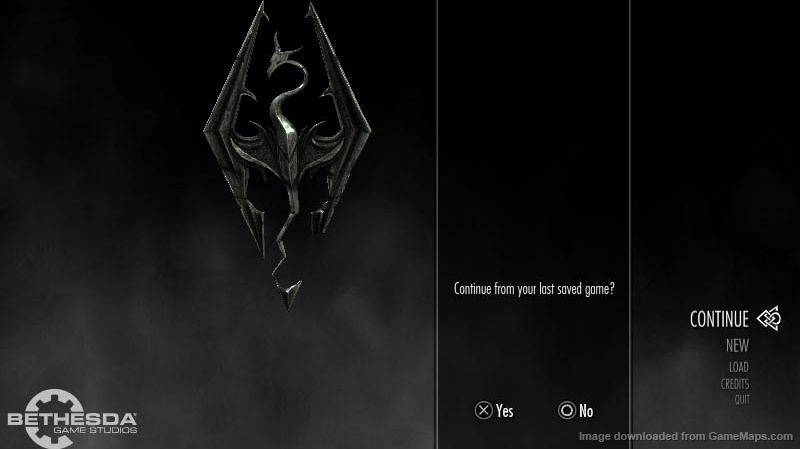 Continue from your last saved game?
Yes No
CONTINUE
NEW
LOAD
CREDITS
QUIT
BETHESDA
GAME STUDIOS
Image downloaded from GameMaps.com